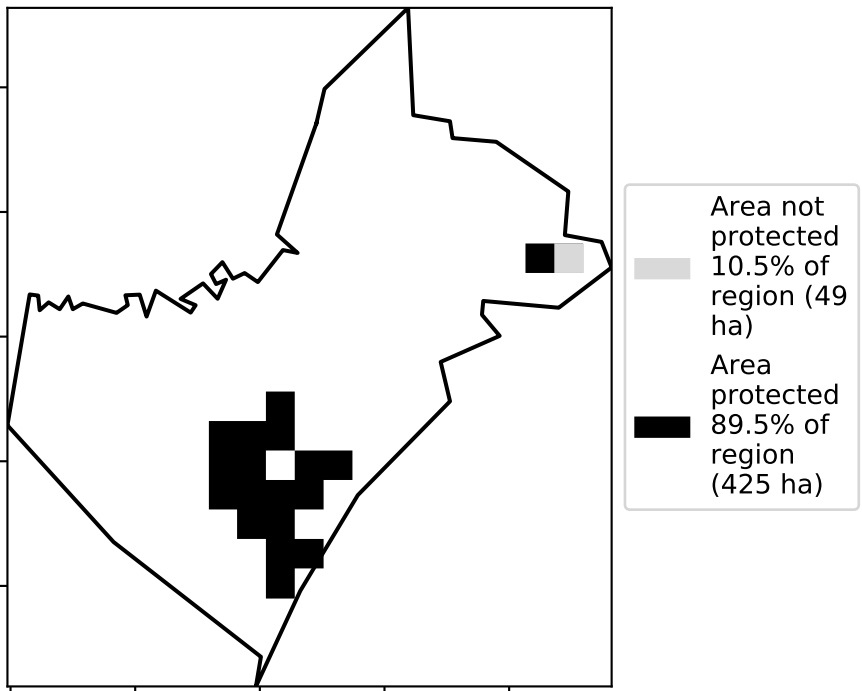 Area not
protected
10.5% of
region (49
ha)
Area
protected
89.5% of
region
(425 ha)